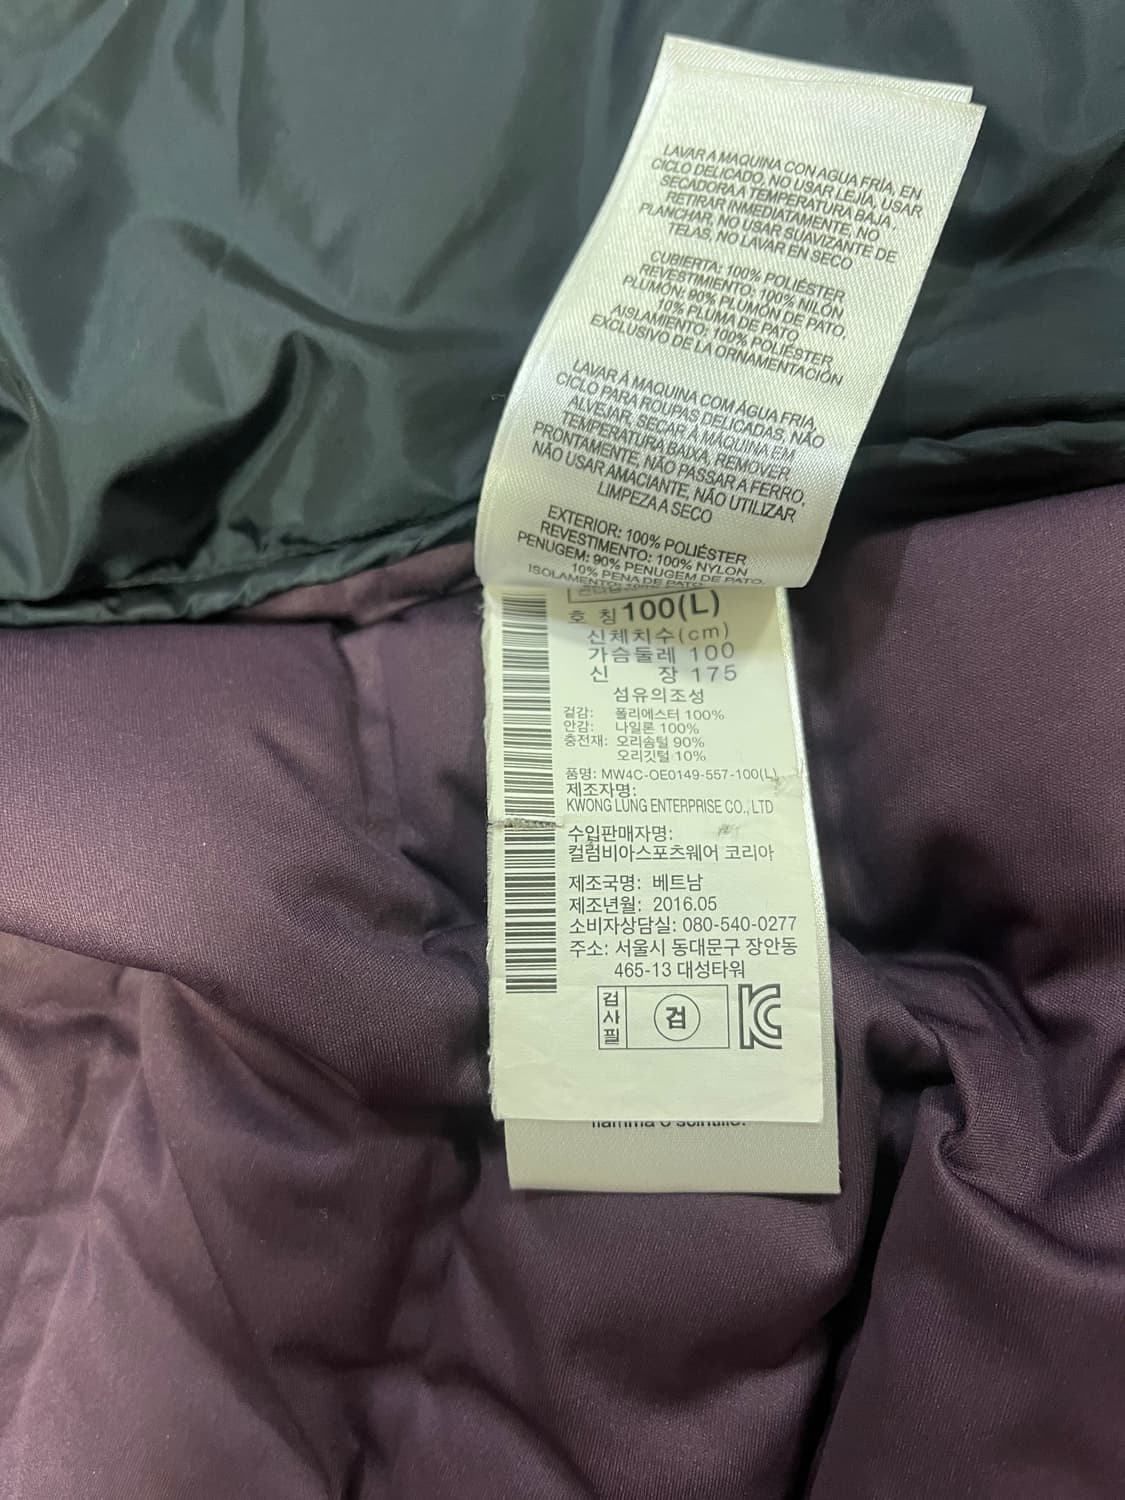 LAVAR A MAQUINA CON AGUA FRIA, EN
CICLO DELICADO, NO USAR LEJÍA, USAR
SECADORA A TEMPERATURA BAJA,
RETIRAR INMEDIATAMENTE, NO
PLANCHAR, NO USAR SUAVIZANTE DE
TELAS, NO LAVAR EN SECO
CUBIERTA: 100% POLIÉSTER
REVESTIMIENTO: 100% NILÓN
PLUMÓN: 90% PLUMÓN DE PATO,
10% PLUMA DE PATO
AISLAMIENTO, 100% POLIÉSTER
EXCLUSIVO DE LA ORNAMENTACIÓN
LAVAR À MAQUINA COM ÁGUA FRIA,
CICLO PARA ROUPAS DELICADAS, NÃO
ALVEJAR, SECAR À MÁQUINA EM
TEMPERATURA BAIXA, REMOVER
PRONTAMENTE, NÃO PASSAR A FERRO,
NÃO USAR AMACIANTE, NÃO UTILIZAR
LIMPEZA A SECO
EXTERIOR: 100% POLIÉSTER
REVESTIMENTO: 100% NYLON
PENUGEM: 90% PENUGEM DE PATO,
10% PENA DE PATO
ISOLAMENTO: 100%
호 칭 100(L)
신체치수(cm)
가슴둘레 100
신 장 175
섬유의조성
겉감: 폴리에스터 100%
안감: 나일론 100%
충전재: 오리솜털 90%
오리깃털 10%
품명: MW4C-OE0149-557-100(L)
제조자명:
KWONG LUNG ENTERPRISE CO., LTD
수입판매자명:
컬럼비아스포츠웨어 코리아
제조국명: 베트남
제조년월: 2016.05
소비자상담실: 080-540-0277
주소: 서울시 동대문구 장안동
465-13 대성타워
검사필 검 KC
fiamma o scintille.